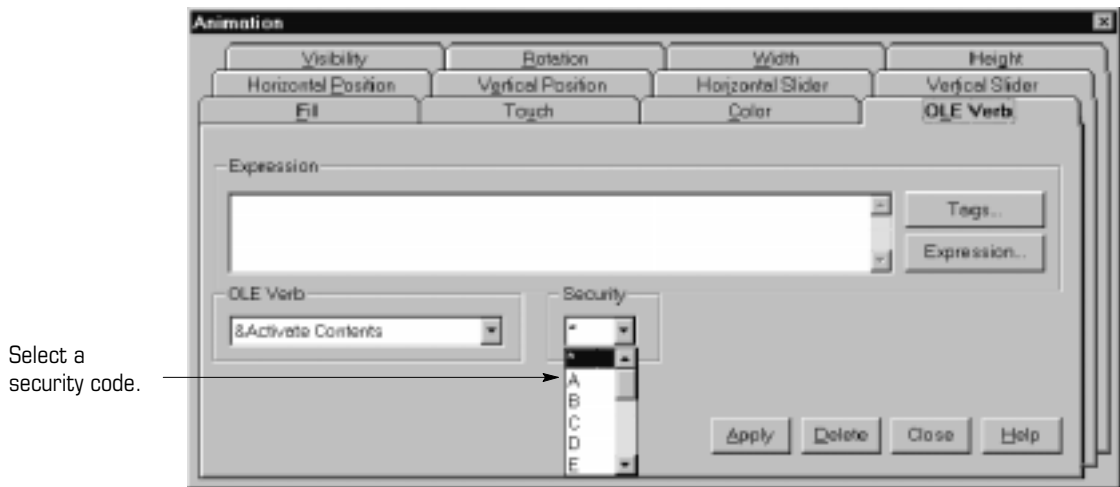 Animation
Visibility Rotation Width Height
Horizontal Position Vertical Position Horizontal Slider Vertical Slider
Fill Touch Color OLE Verb
Expression
Tags...
Expression...
OLE Verb Security
&Activate Contents *
*
Select a
security code.
A
B
C
D
E
Apply Delete Close Help